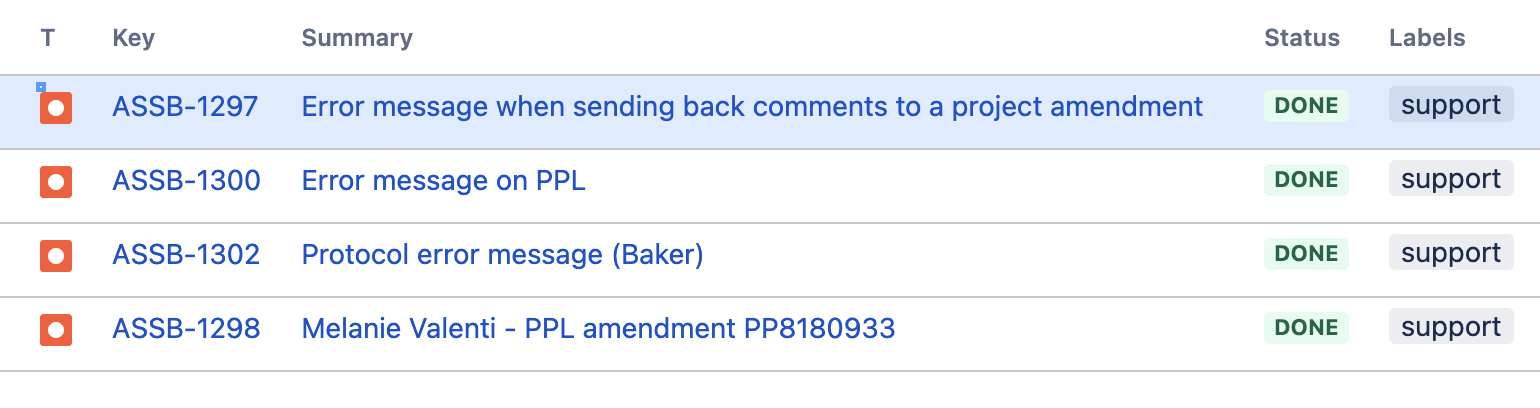 T Key Summary Status Labels
ASSB-1297 Error message when sending back comments to a project amendment DONE support
ASSB-1300 Error message on PPL DONE support
ASSB-1302 Protocol error message (Baker) DONE support
ASSB-1298 Melanie Valenti - PPL amendment PP8180933 DONE support